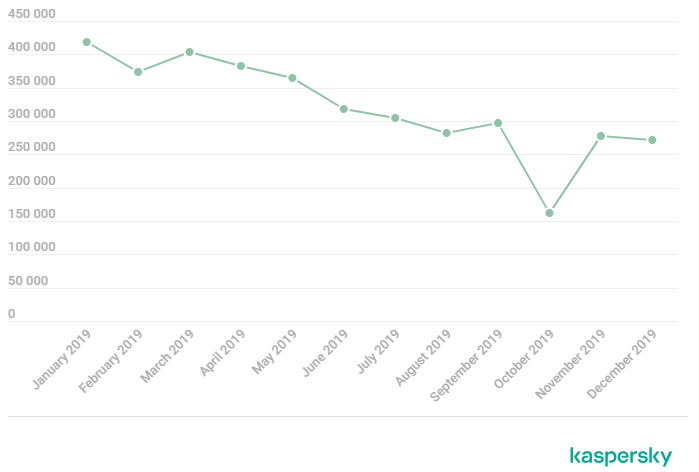 450 000
400 000
350 000
300 000
250 000
200 000
150 000
100 000
50 000
0
January 2019
February 2019
March 2019
April 2019
May 2019
June 2019
July 2019
August 2019
September 2019
October 2019
November 2019
December 2019
kaspersky